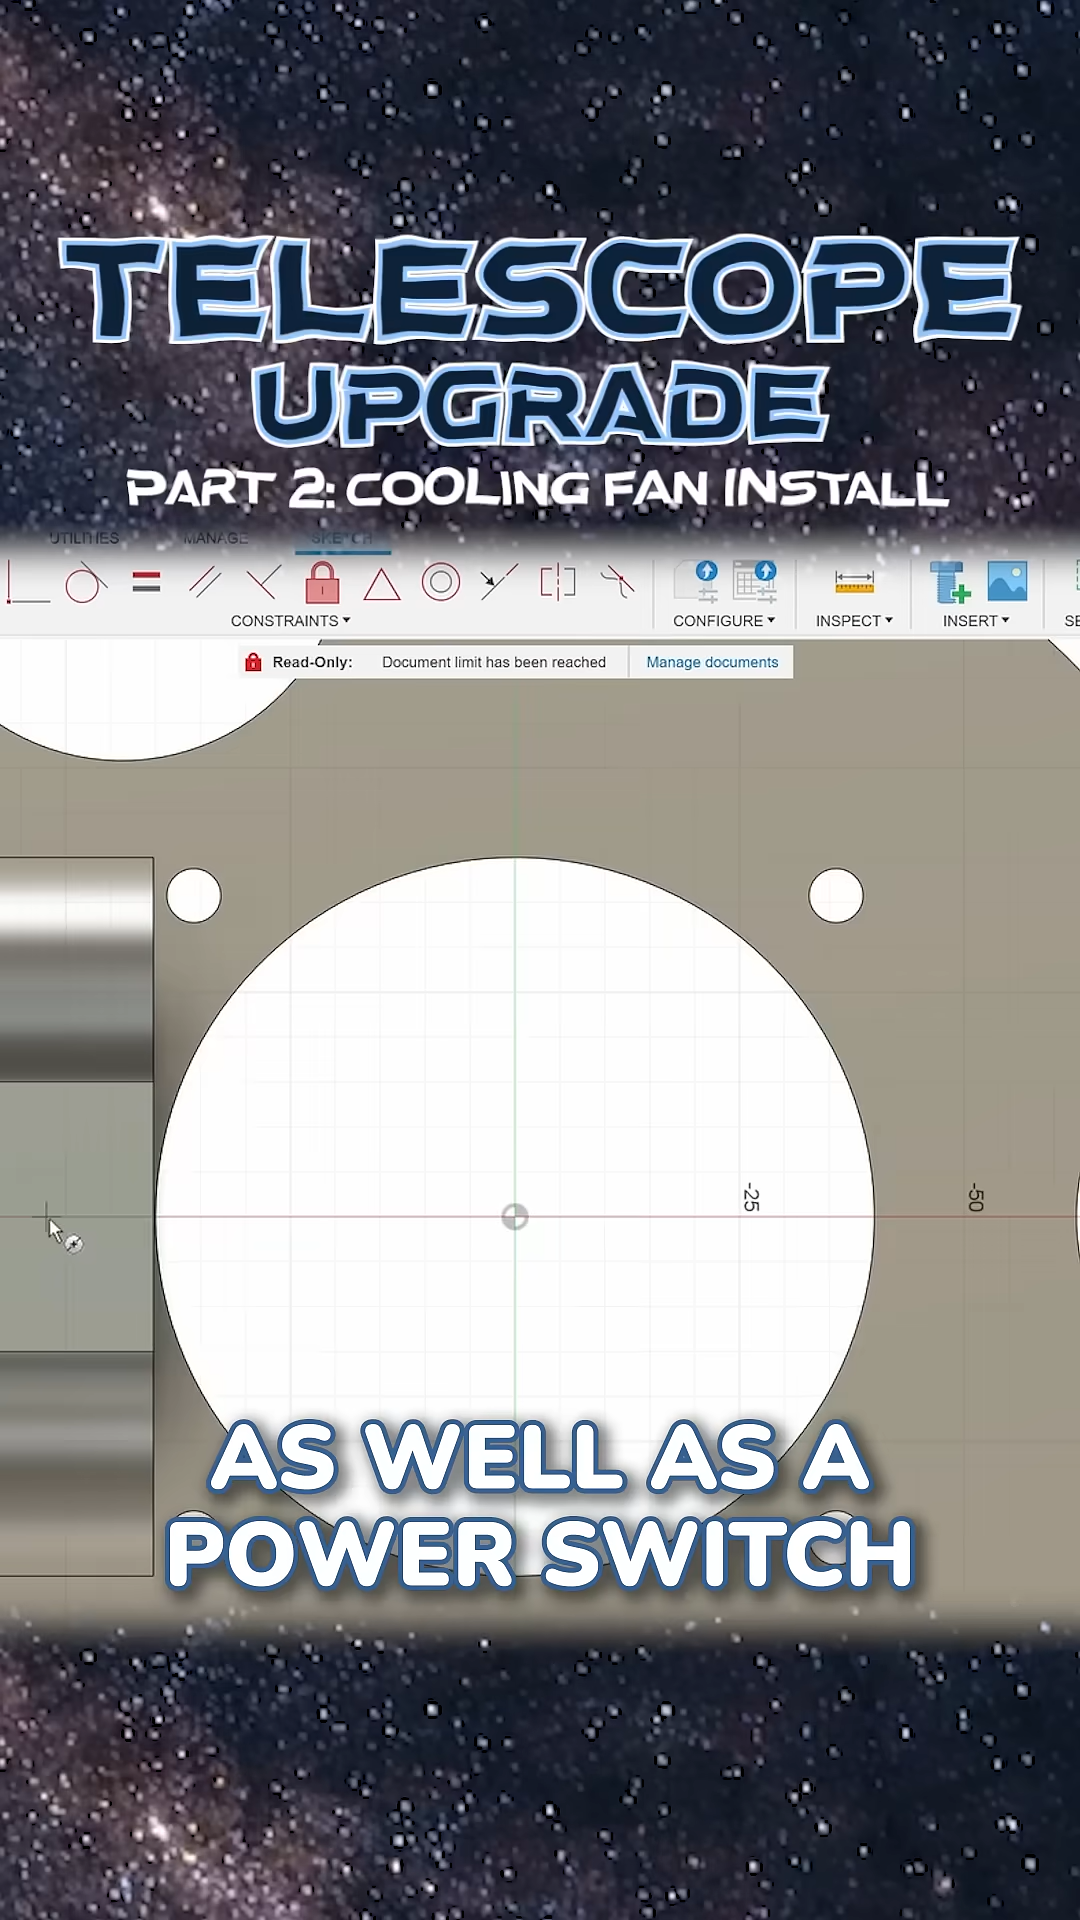 TELESCOPE
UPGRADE
PART 2: COOLING FAN INSTALL
UTILITIES MANAGE SKETCH
CONSTRAINTS CONFIGURE INSPECT INSERT SE
Read-Only: Document limit has been reached Manage documents
-25 -50
AS WELL AS A
POWER SWITCH